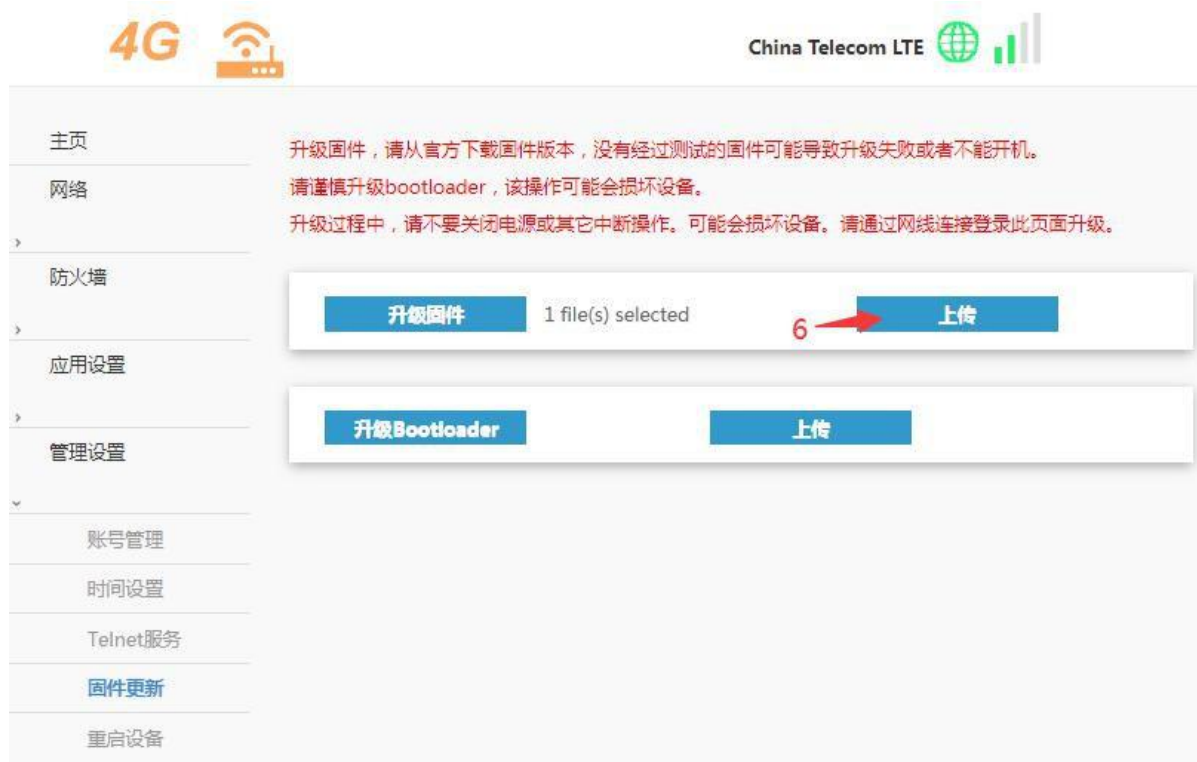 4G
China Telecom LTE
主页
网络
防火墙
应用设置
管理设置
账号管理
时间设置
Telnet服务
固件更新
重启设备
升级固件，请从官方下载固件版本，没有经过测试的固件可能导致升级失败或者不能开机。
请谨慎升级bootloader，该操作可能会损坏设备。
升级过程中，请不要关闭电源或其它中断操作。可能会损坏设备。请通过网线连接登录此页面升级。
升级固件 1 file(s) selected 6 上传
升级Bootloader 上传